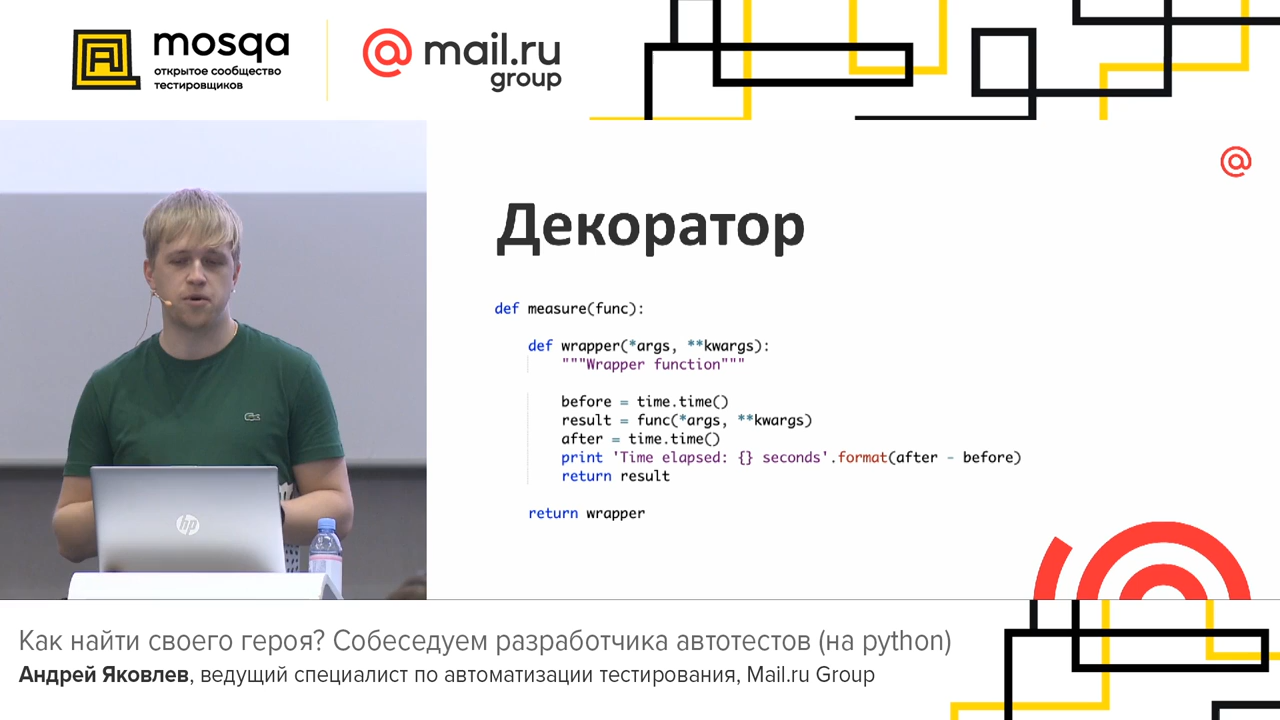 mosqa
открытое сообщество
тестировщиков
@mail.ru
group
@
Декоратор
def measure(func):
def wrapper(*args, **kwargs):
"""Wrapper function"""
before = time.time()
result = func(*args, **kwargs)
after = time.time()
print 'Time elapsed: {} seconds'.format(after - before)
return result
return wrapper
hp
Как найти своего героя? Собеседуем разработчика автотестов (на python)
Андрей Яковлев, ведущий специалист по автоматизации тестирования, Mail.ru Group